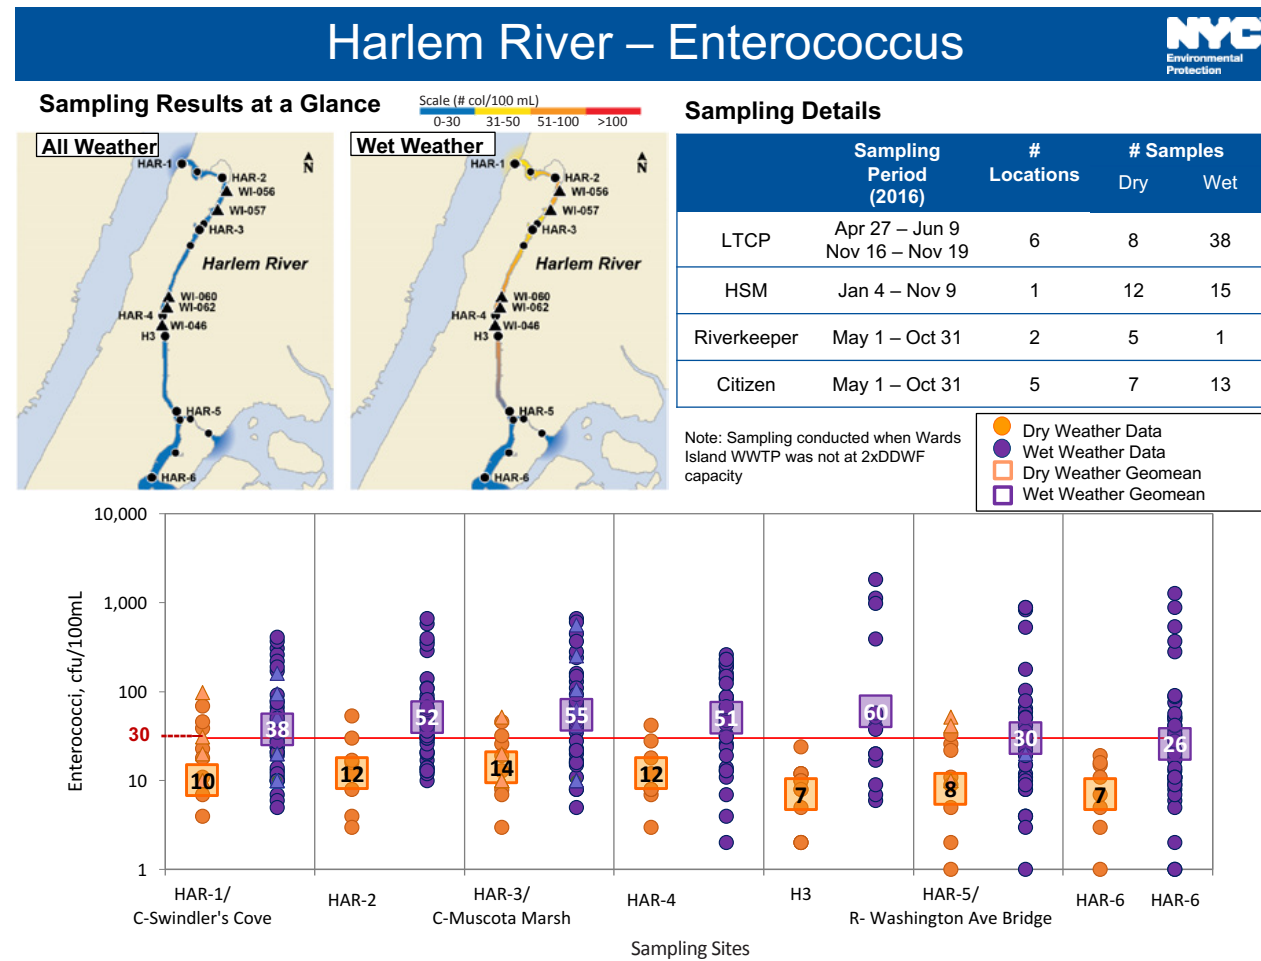 Harlem River – Enterococcus
NYC
Environmental
Protection
Sampling Results at a Glance
Scale (# col/100 mL)
0-30 31-50 51-100 >100
All Weather
HAR-1
N
HAR-2
WI-056
WI-057
HAR-3
Harlem River
WI-060
WI-062
HAR-4
WI-046
H3
HAR-5
HAR-6
Wet Weather
HAR-1
N
HAR-2
WI-056
WI-057
HAR-3
Harlem River
WI-060
WI-062
HAR-4
WI-046
H3
HAR-5
HAR-6
Sampling Details
Sampling Period (2016) # Locations # Samples
Dry Wet
LTCP Apr 27 – Jun 9 6 8 38
Nov 16 – Nov 19
HSM Jan 4 – Nov 9 1 12 15
Riverkeeper May 1 – Oct 31 2 5 1
Citizen May 1 – Oct 31 5 7 13
Note: Sampling conducted when Wards
Island WWTP was not at 2xDDWF
capacity
Dry Weather Data
Wet Weather Data
Dry Weather Geomean
Wet Weather Geomean
Enterococci, cfu/100mL
10,000
1,000
100
30
10
1
10 38 12 52 14 55 12 51 7 60 8 30 7 26
HAR-1/
C-Swindler's Cove
HAR-2
HAR-3/
C-Muscota Marsh
HAR-4
H3
HAR-5/
R- Washington Ave Bridge
HAR-6
HAR-6
Sampling Sites